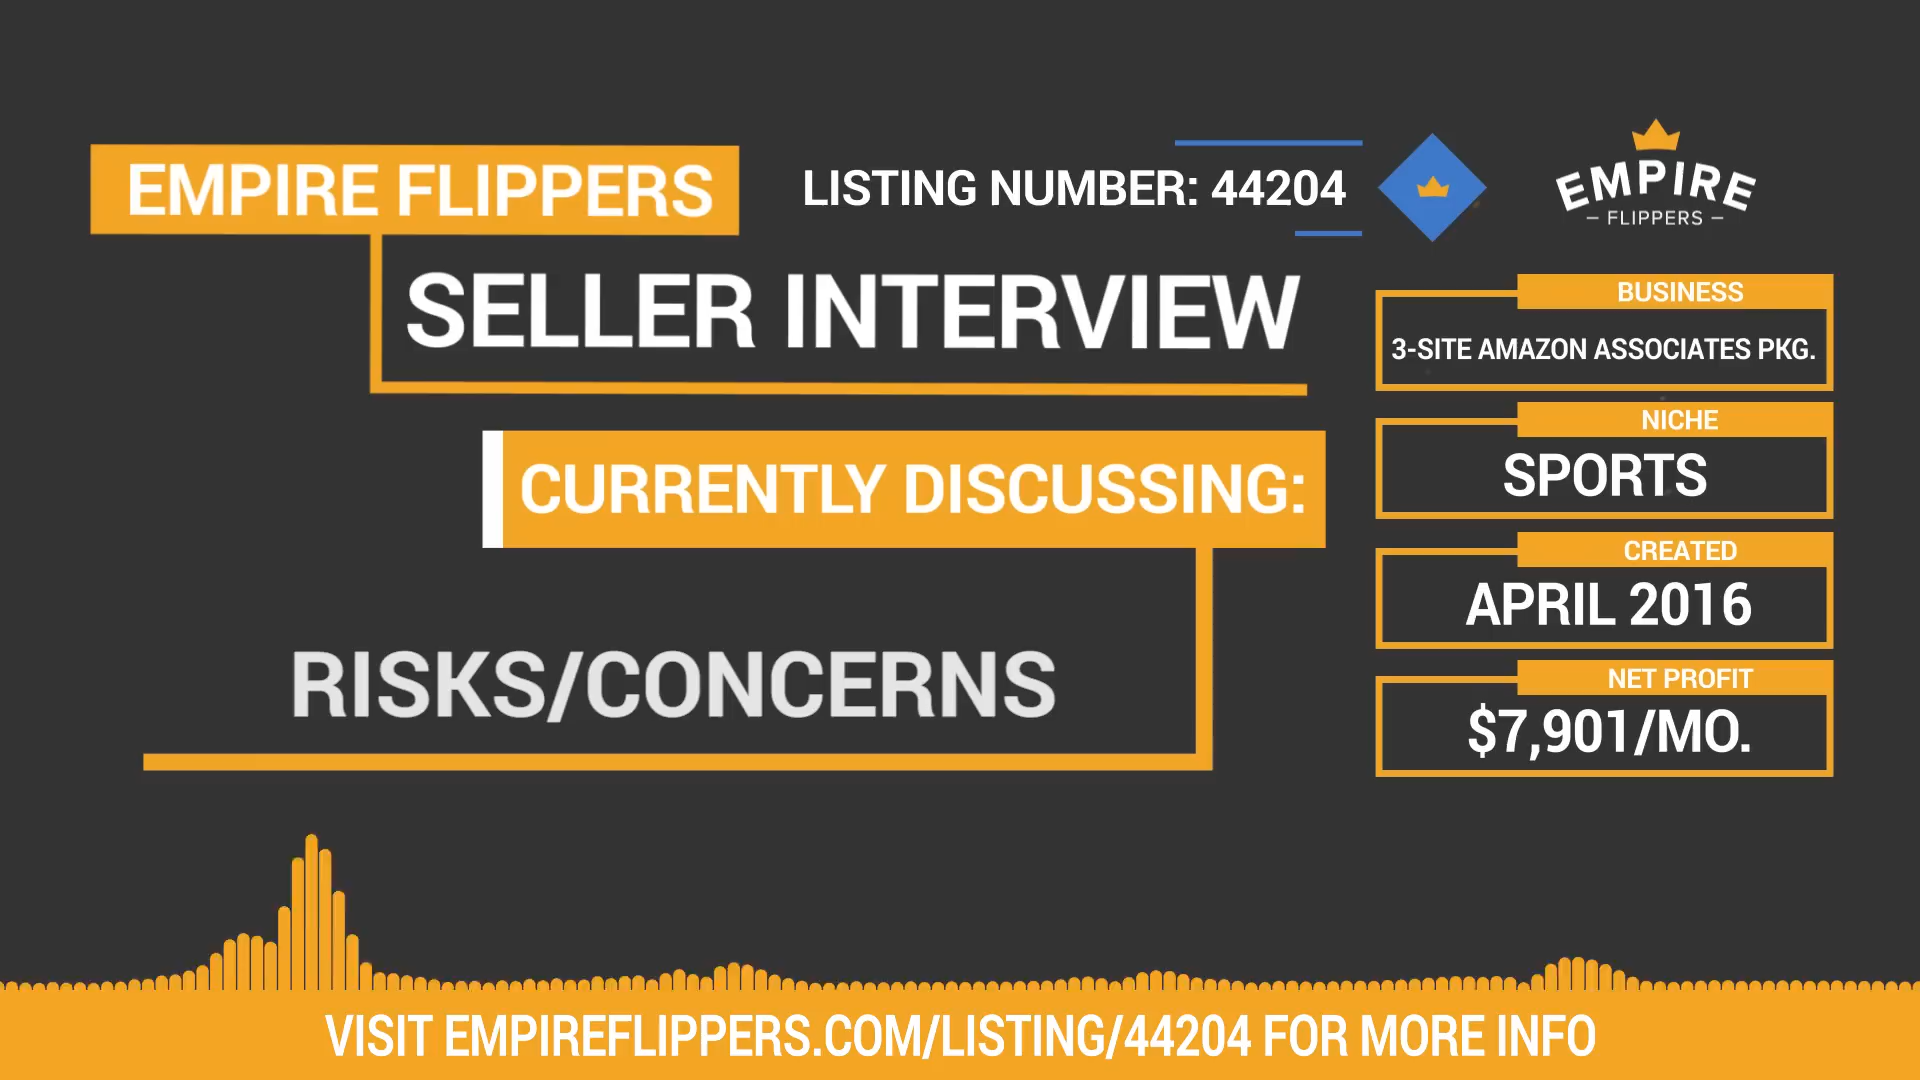 EMPIRE FLIPPERS
LISTING NUMBER: 44204
EMPIRE
FLIPPERS
SELLER INTERVIEW
CURRENTLY DISCUSSING:
RISKS/CONCERNS
BUSINESS
3-SITE AMAZON ASSOCIATES PKG.
NICHE
SPORTS
CREATED
APRIL 2016
NET PROFIT
$7,901/MO.
VISIT EMPIREFLIPPERS.COM/LISTING/44204 FOR MORE INFO